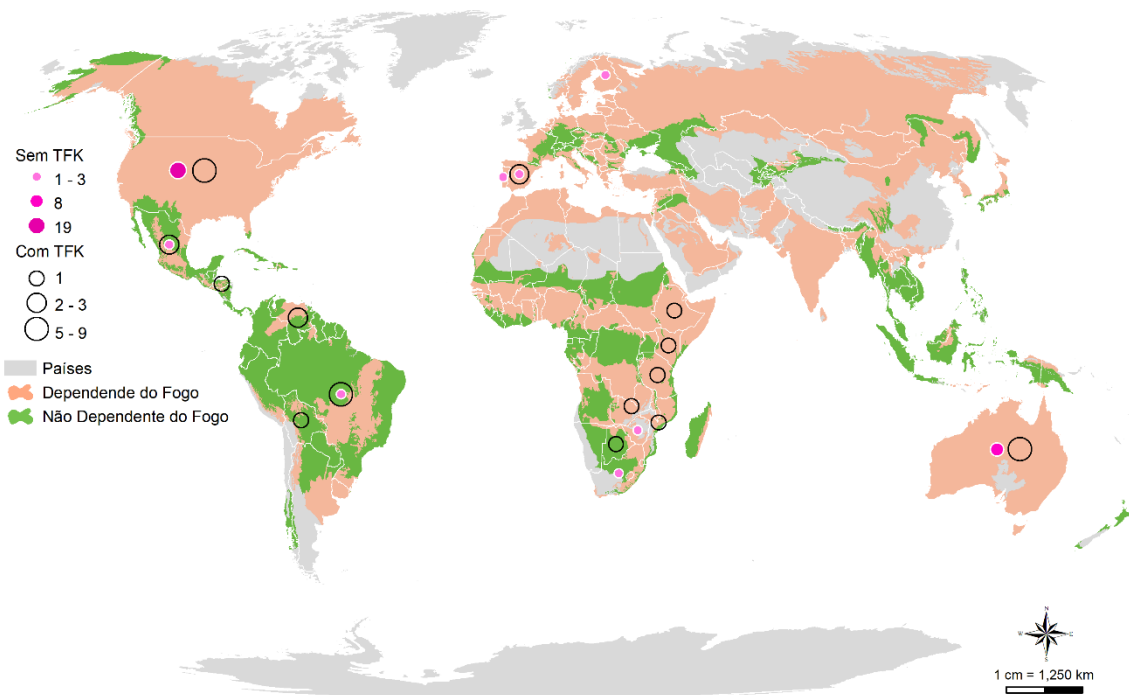 Sem TFK
1 - 3
8
19
Com TFK
1
2 - 3
5 - 9
Países
Dependende do Fogo
Não Dependente do Fogo
N
W
E
S
1 cm = 1,250 km